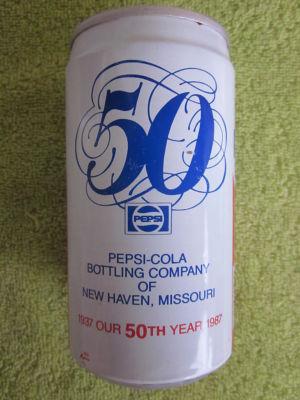 50
PEPSI
PEPSI-COLA
BOTTLING COMPANY
OF
NEW HAVEN, MISSOURI
1937 OUR 50TH YEAR 1987